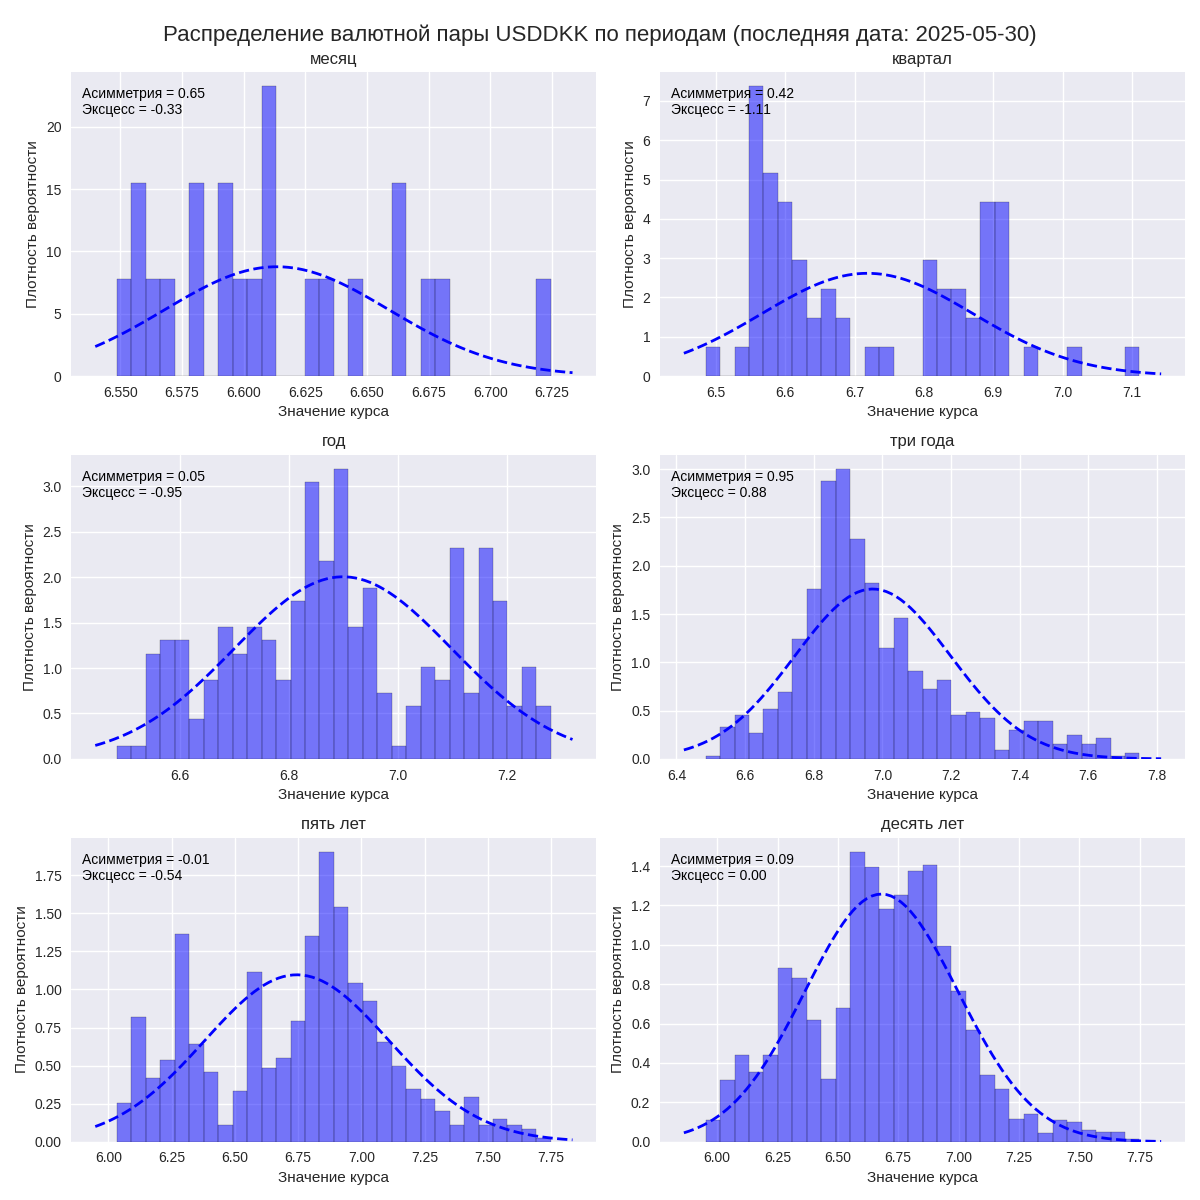 Распределение валютной пары USDDKK по периодам (последняя дата: 2025-05-30)
месяц
Асимметрия = 0.65
Эксцесс = -0.33
Плотность вероятности
20
15
10
5
0
6.550 6.575 6.600 6.625 6.650 6.675 6.700 6.725
Значение курса
квартал
Асимметрия = 0.42
Эксцесс = -1.11
Плотность вероятности
7
6
5
4
3
2
1
0
6.5 6.6 6.7 6.8 6.9 7.0 7.1
Значение курса
год
Асимметрия = 0.05
Эксцесс = -0.95
Плотность вероятности
3.0
2.5
2.0
1.5
1.0
0.5
0.0
6.6 6.8 7.0 7.2
Значение курса
три года
Асимметрия = 0.95
Эксцесс = 0.88
Плотность вероятности
3.0
2.5
2.0
1.5
1.0
0.5
0.0
6.4 6.6 6.8 7.0 7.2 7.4 7.6 7.8
Значение курса
пять лет
Асимметрия = -0.01
Эксцесс = -0.54
Плотность вероятности
1.75
1.50
1.25
1.00
0.75
0.50
0.25
0.00
6.00 6.25 6.50 6.75 7.00 7.25 7.50 7.75
Значение курса
десять лет
Асимметрия = 0.09
Эксцесс = 0.00
Плотность вероятности
1.4
1.2
1.0
0.8
0.6
0.4
0.2
0.0
6.00 6.25 6.50 6.75 7.00 7.25 7.50 7.75
Значение курса